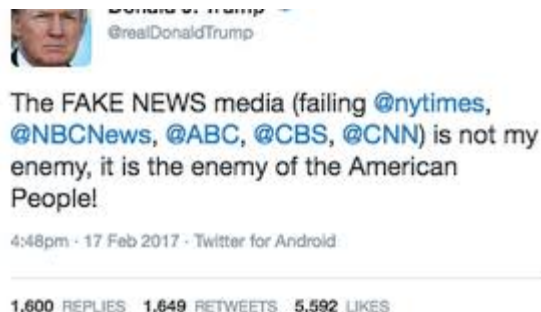 Donald J. Trump
@realDonaldTrump
The FAKE NEWS media (failing @nytimes,
@NBCNews, @ABC, @CBS, @CNN) is not my
enemy, it is the enemy of the American
People!
4:48pm · 17 Feb 2017 · Twitter for Android
1,600 REPLIES 1,649 RETWEETS 5,592 LIKES